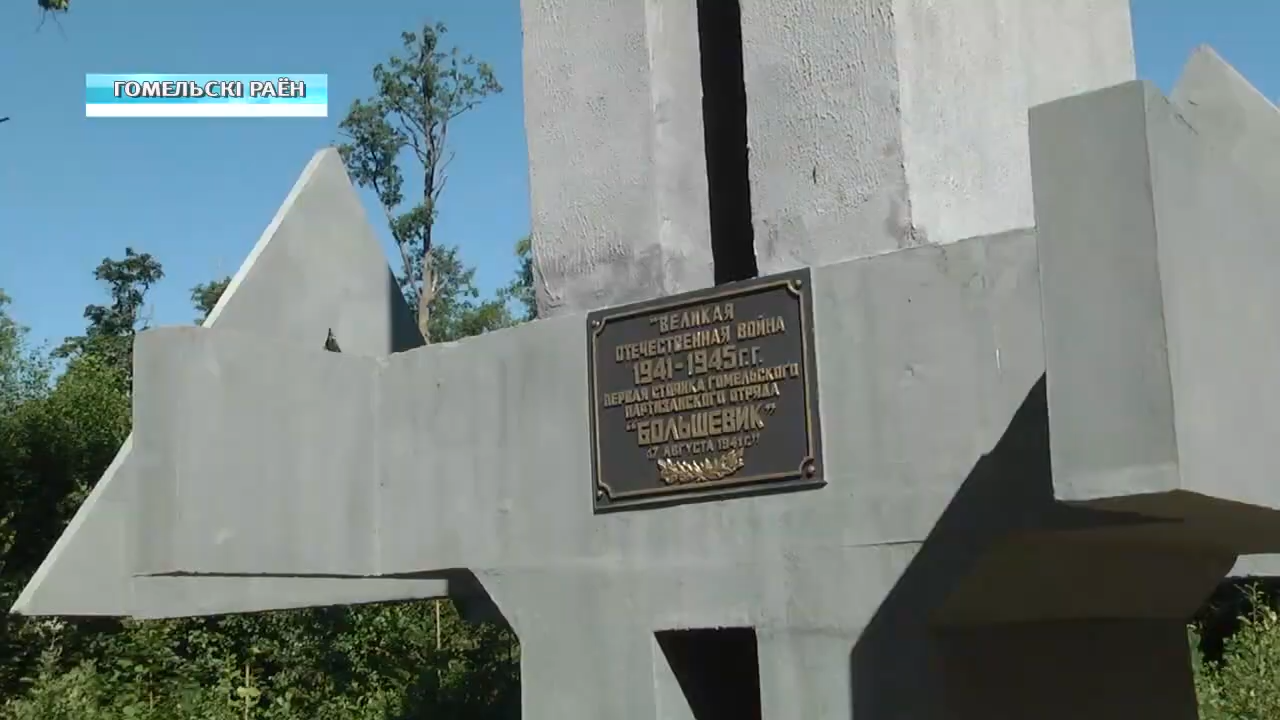 ГОМЕЛЬСКІ РАЁН
"ВЕЛИКАЯ
ОТЕЧЕСТВЕННАЯ ВОЙНА
1941-1945 Г.Г.
ПЕРВАЯ СТОЯНКА ГОМЕЛЬСКОГО
ПАРТИЗАНСКОГО ОТРЯДА
"БОЛЬШЕВИК"
17 АВГУСТА 1941 Г."